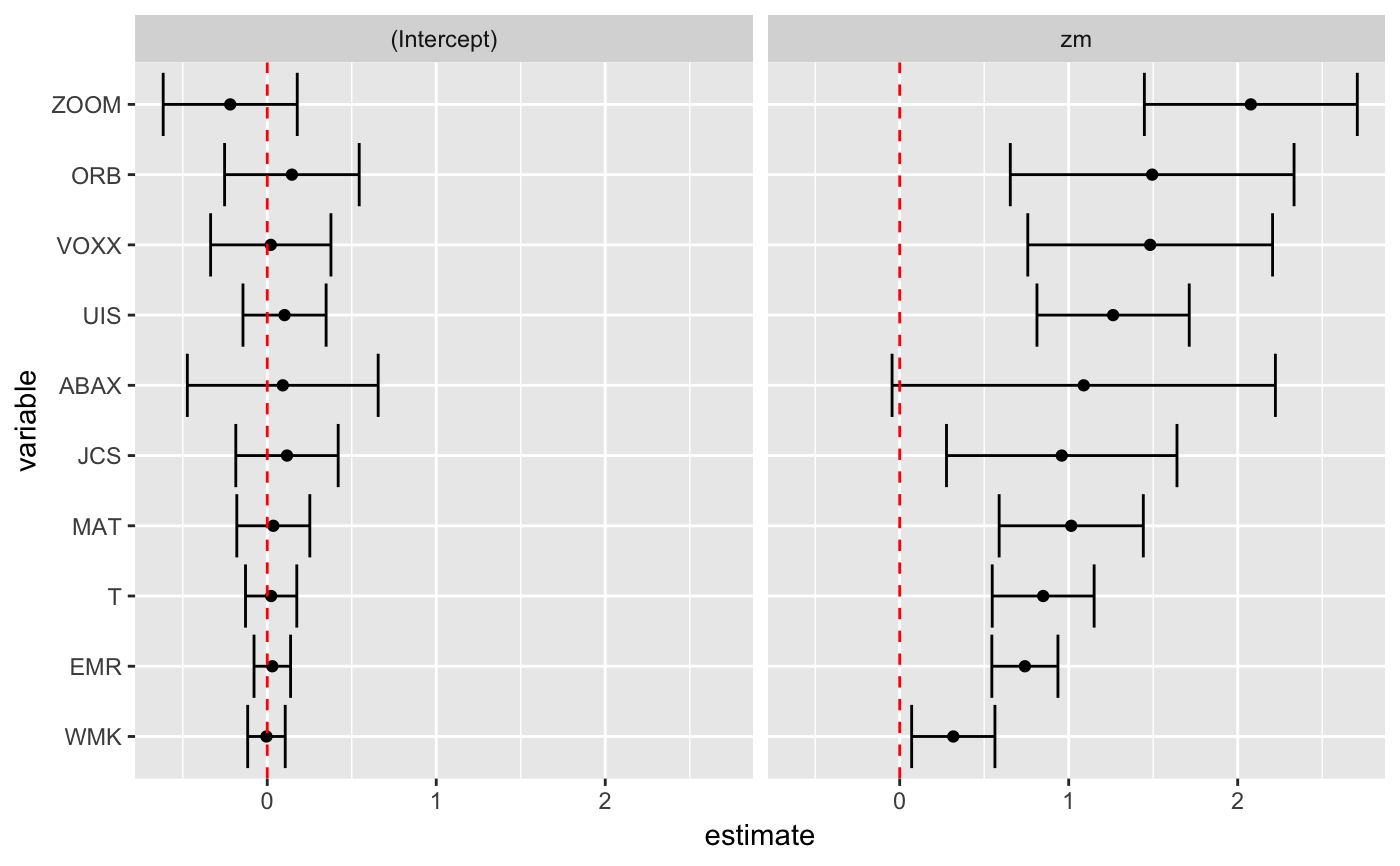 (Intercept) zm
ZOOM
ORB
VOXX
UIS
ABAX
JCS
MAT
T
EMR
WMK
variable
0 1 2 0 1 2
estimate